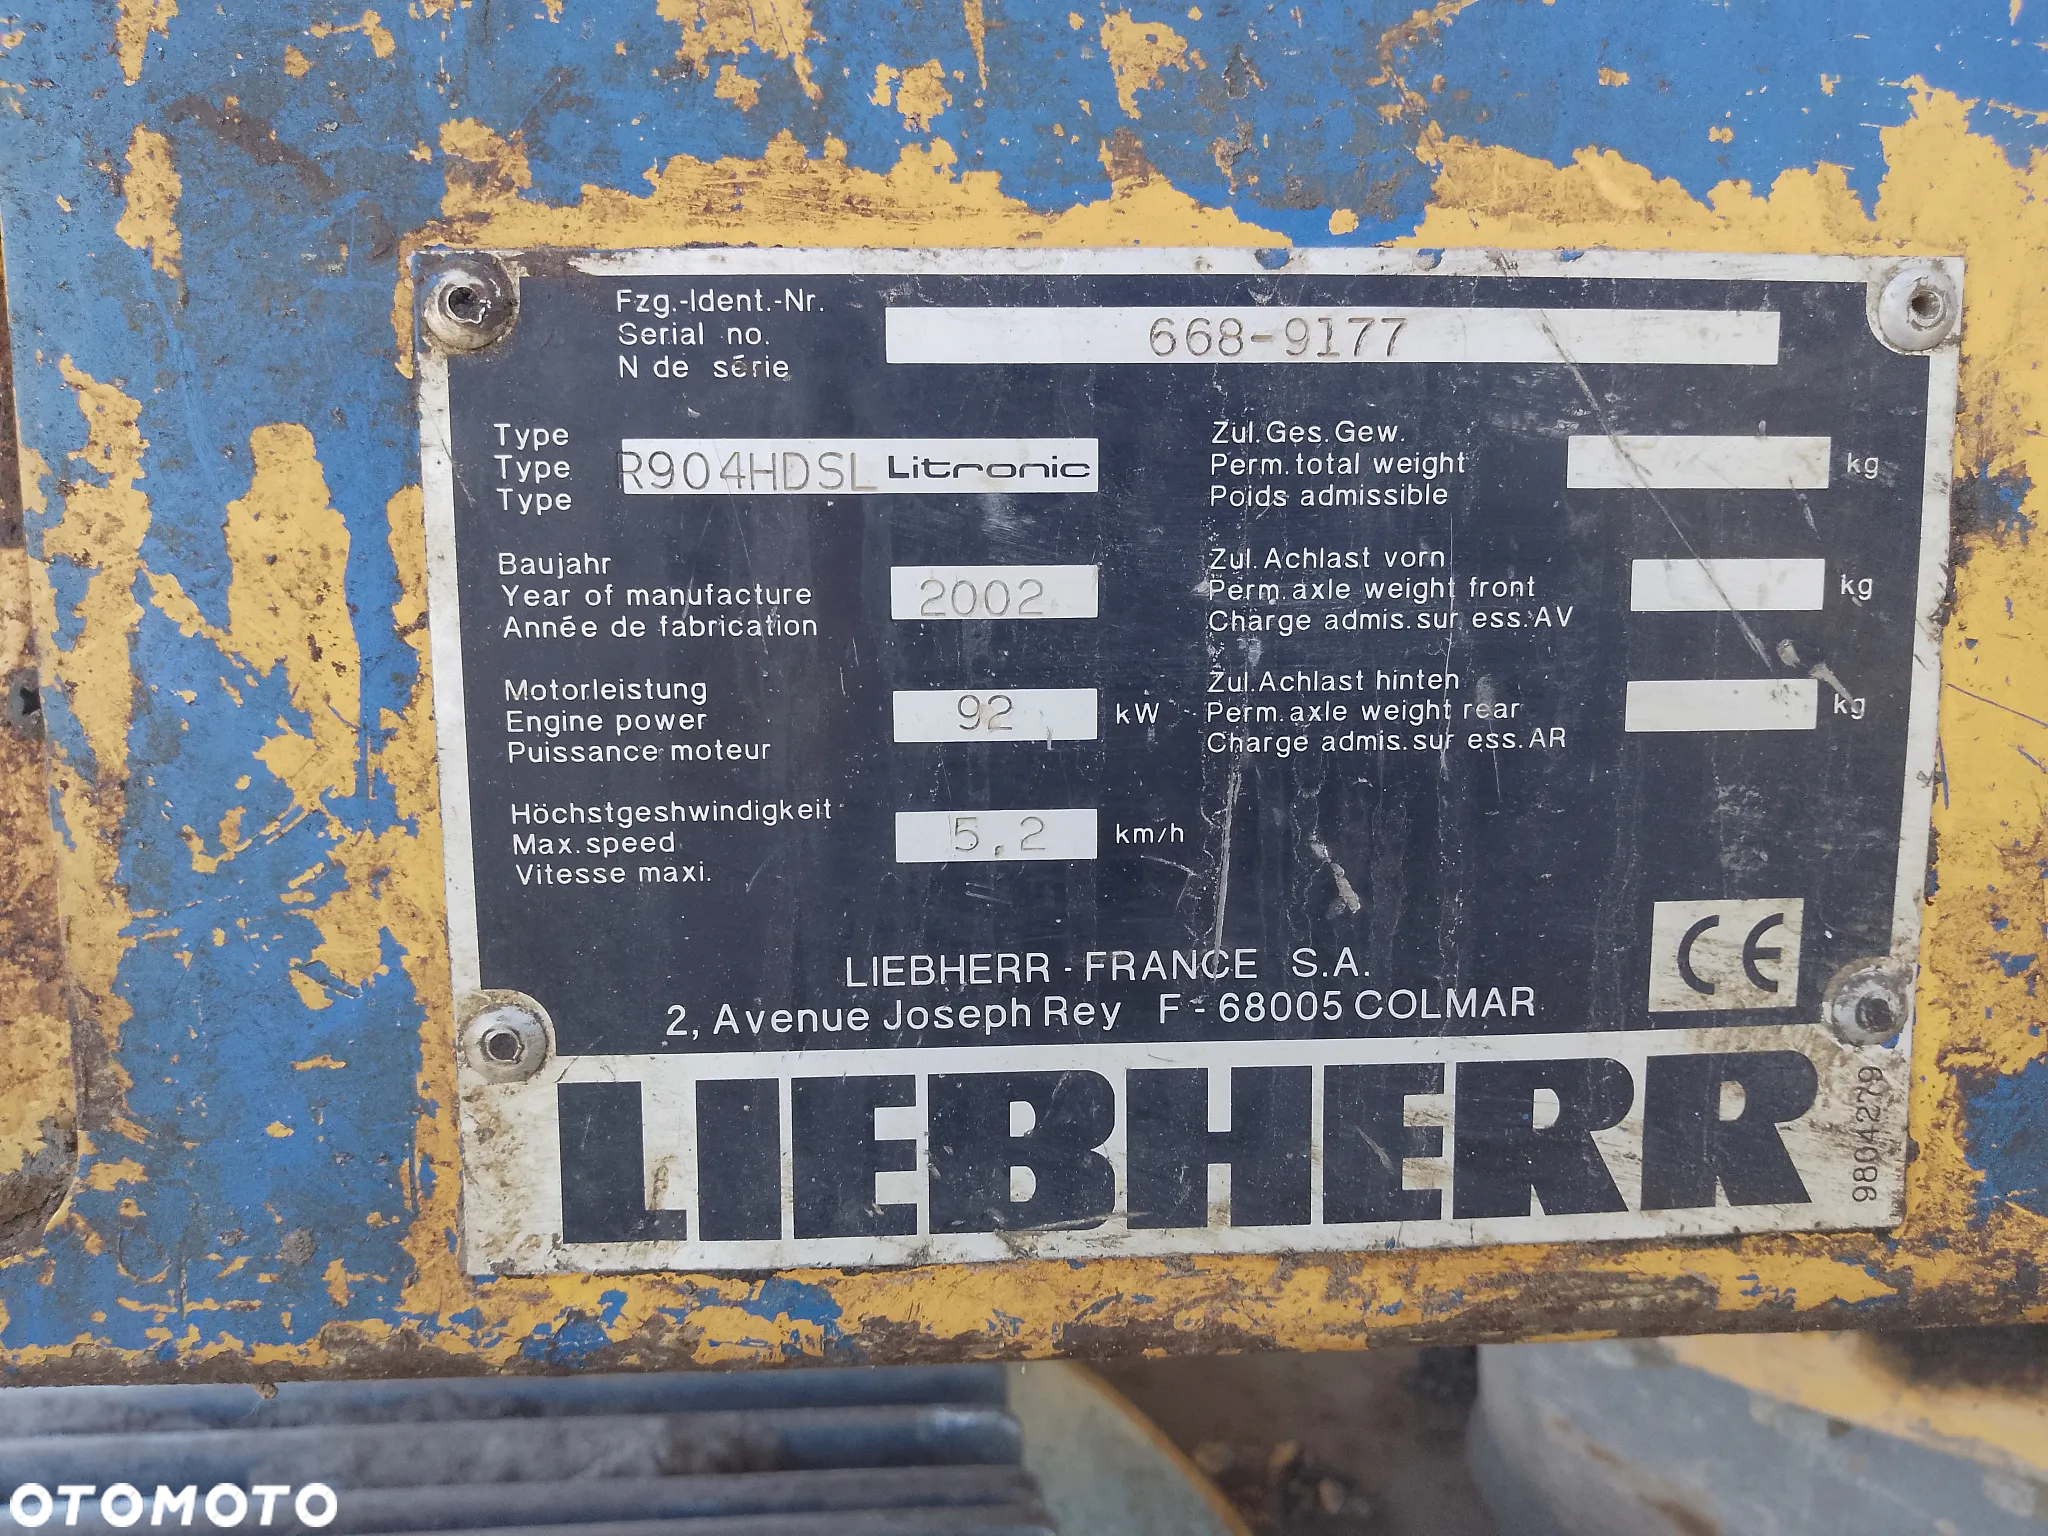 Fzg.-Ident.-Nr.
Serial no.
N de série
668-9177
Type
Type
Type
R904HDSL Litronic
Baujahr
Year of manufacture
Année de fabrication
2002
Motorleistung
Engine power
Puissance moteur
92 kW
Höchstgeshwindigkeit
Max.speed
Vitesse maxi.
5,2 km/h
Zul.Ges.Gew.
Perm.total weight
Poids admissible
kg
Zul.Achlast vorn
Perm.axle weight front
Charge admis.sur ess.AV
kg
Zul.Achlast hinten
Perm.axle weight rear
Charge admis.sur ess.AR
kg
CE
LIEBHERR - FRANCE S.A.
2, Avenue Joseph Rey F - 68005 COLMAR
LIEBHERR
9804279
OTOMOTO